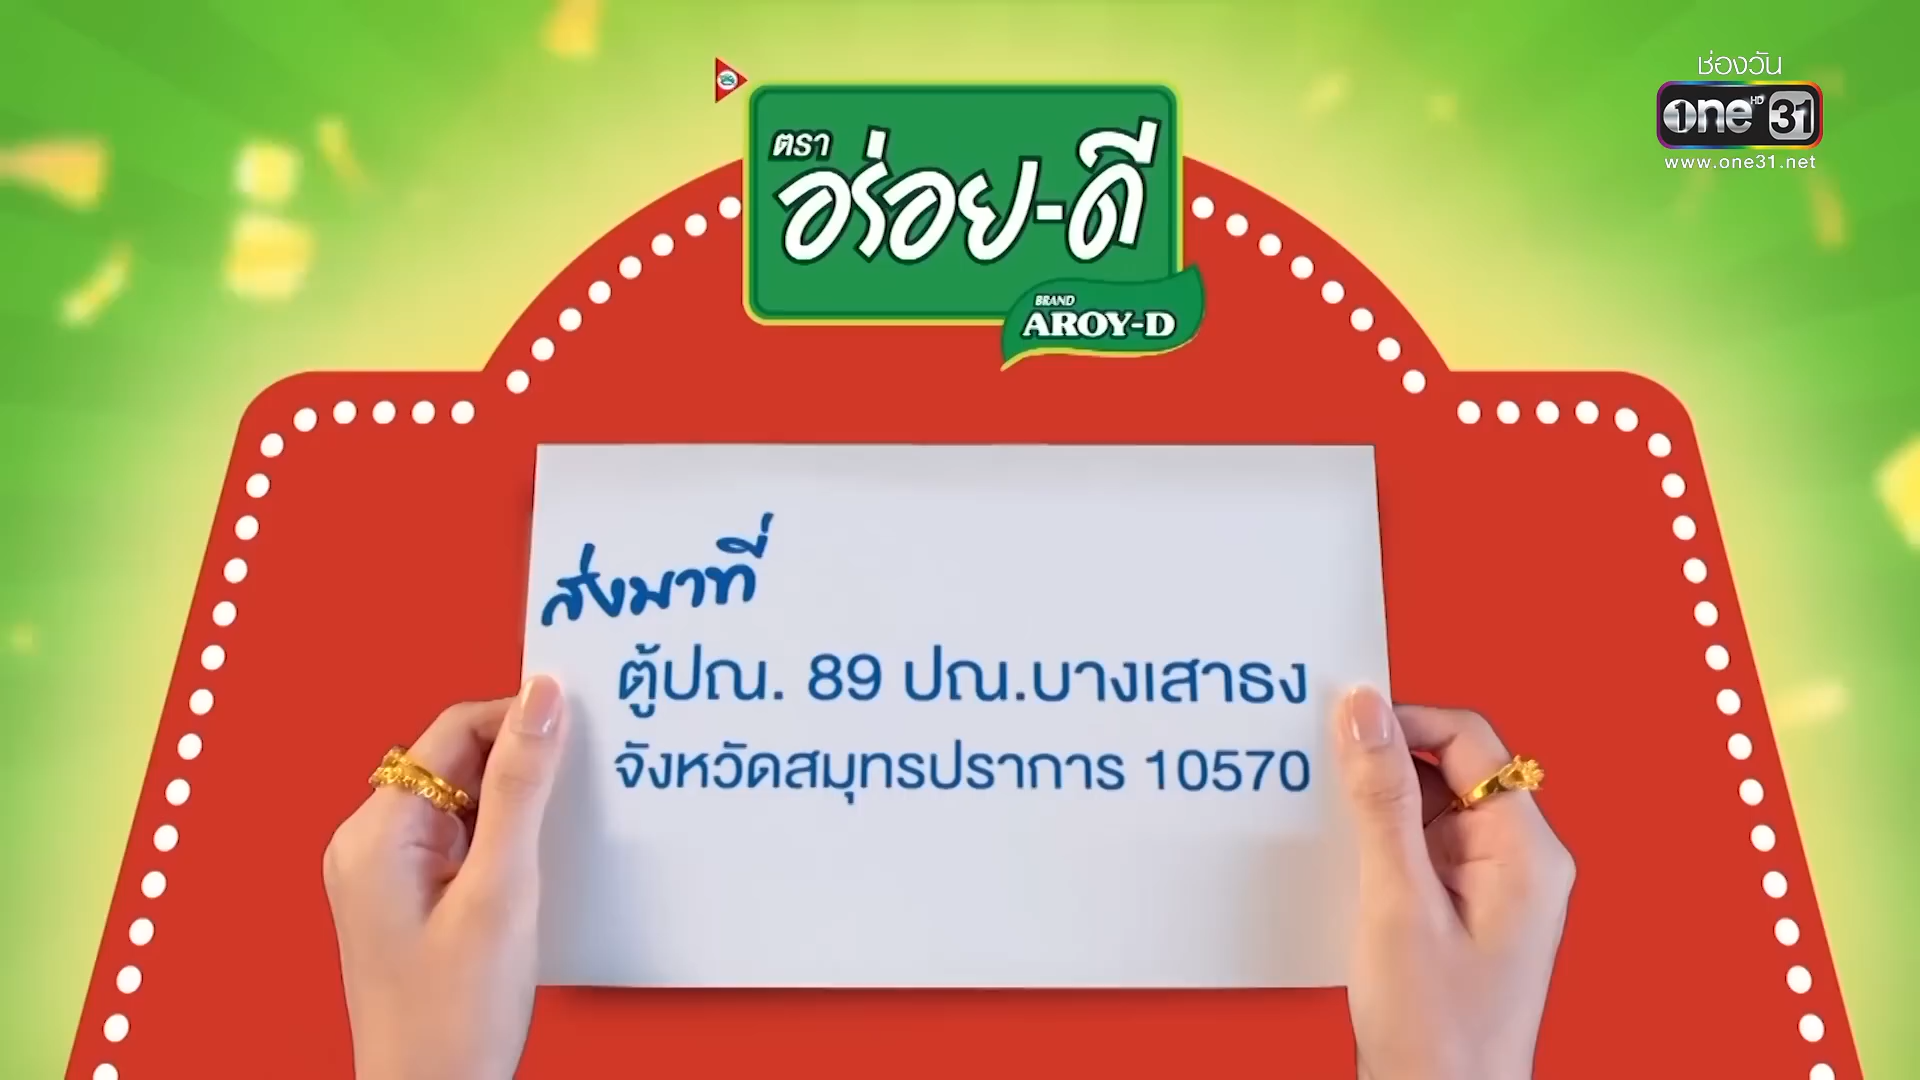 ช่องวัน
one HD 31
www.one31.net
ตรา
อร่อย-ดี
BRAND
AROY-D
ส่งมาที่
ตู้ปณ. 89 ปณ.บางเสาธง
จังหวัดสมุทรปราการ 10570